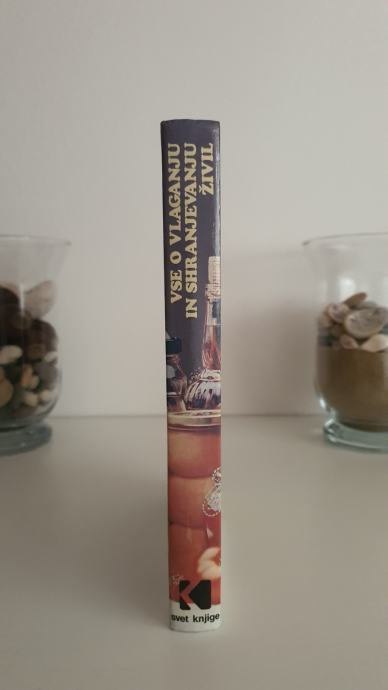 VSE O VLAGANJU
IN SHRANJEVANJU
ŽIVIL
K
svet knjige